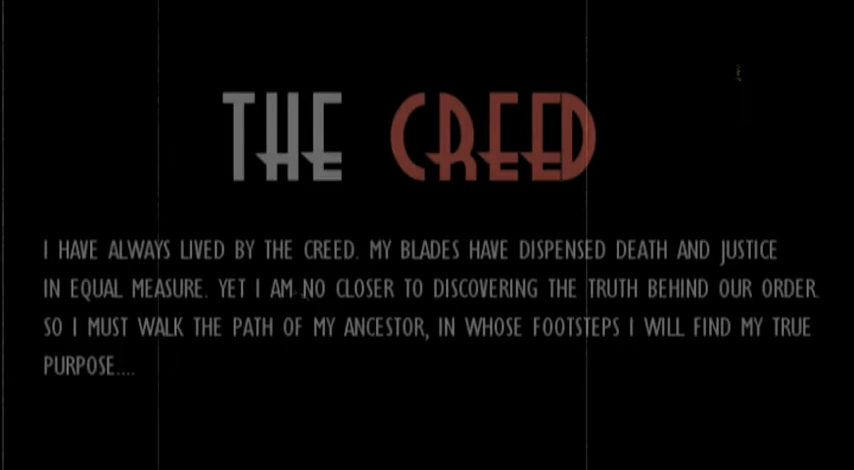 THE CREED
I HAVE ALWAYS LIVED BY THE CREED. MY BLADES HAVE DISPENSED DEATH AND JUSTICE
IN EQUAL MEASURE. YET I AM NO CLOSER TO DISCOVERING THE TRUTH BEHIND OUR ORDER.
SO I MUST WALK THE PATH OF MY ANCESTOR, IN WHOSE FOOTSTEPS I WILL FIND MY TRUE
PURPOSE....